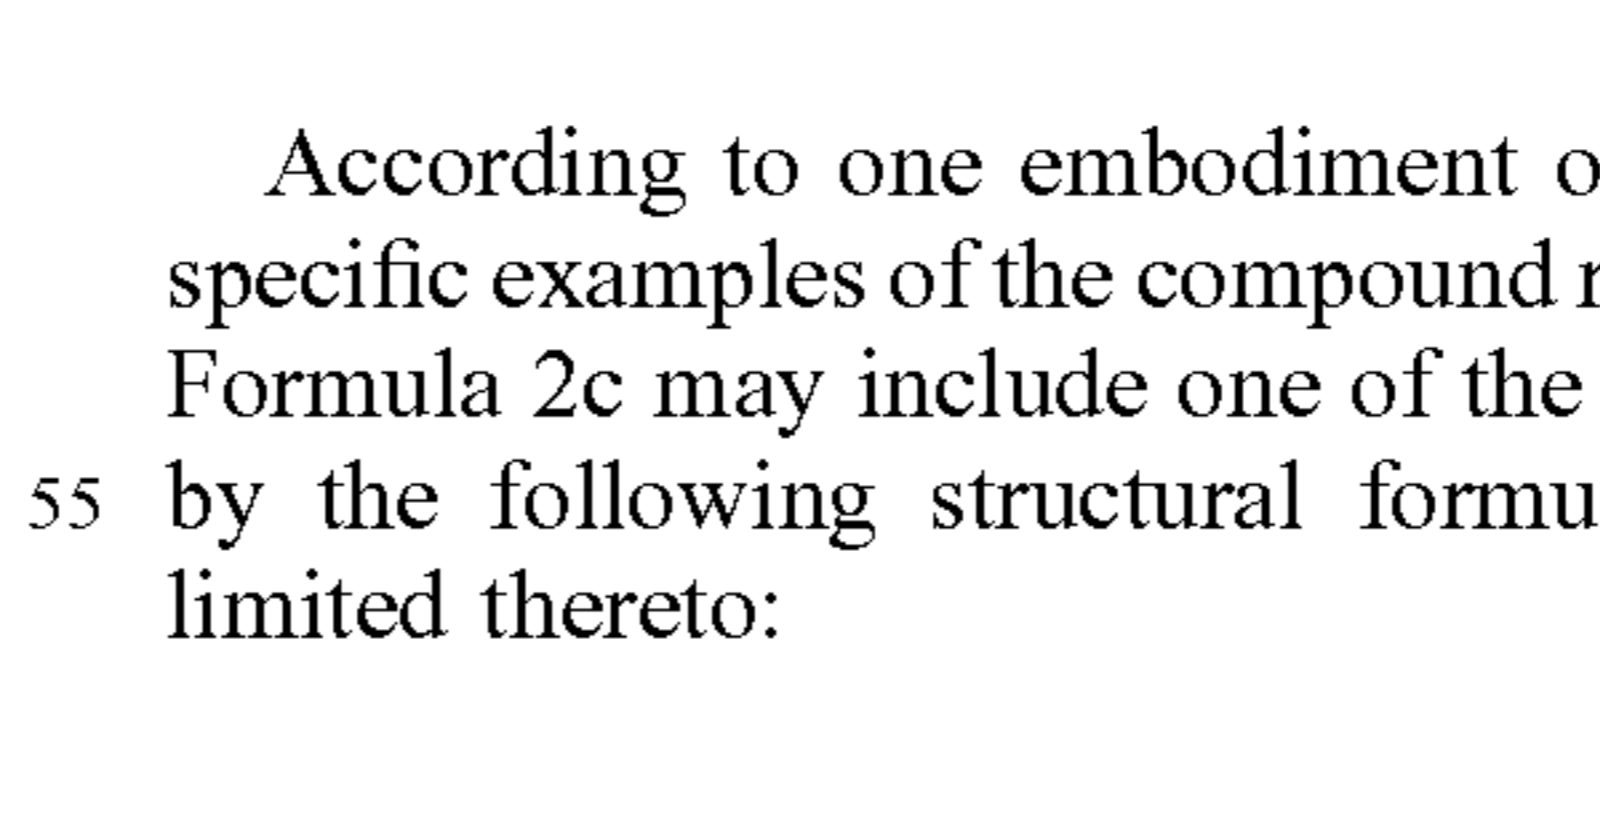 According to one embodiment
specific examples of the compound
Formula 2c may include one of the
55 by the following structural
limited thereto: